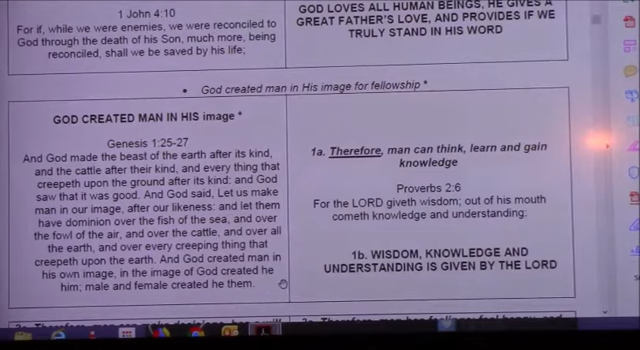 1 John 4:10
For if, while we were enemies, we were reconciled to
God through the death of his Son, much more, being
reconciled, shall we be saved by his life;
GOD LOVES ALL HUMAN BEINGS, HE GIVES A
GREAT FATHER'S LOVE, AND PROVIDES IF WE
TRULY STAND IN HIS WORD
• God created man in His image for fellowship *
GOD CREATED MAN IN HIS image *
Genesis 1:25-27
And God made the beast of the earth after its kind,
and the cattle after their kind, and every thing that
creepeth upon the ground after its kind: and God
saw that it was good. And God said, Let us make
man in our image, after our likeness: and let them
have dominion over the fish of the sea, and over
the fowl of the air, and over the cattle, and over all
the earth, and over every creeping thing that
creepeth upon the earth. And God created man in
his own image, in the image of God created he
him; male and female created he them.
1a. Therefore, man can think, learn and gain
knowledge
Proverbs 2:6
For the LORD giveth wisdom; out of his mouth
cometh knowledge and understanding:
1b. WISDOM, KNOWLEDGE AND
UNDERSTANDING IS GIVEN BY THE LORD